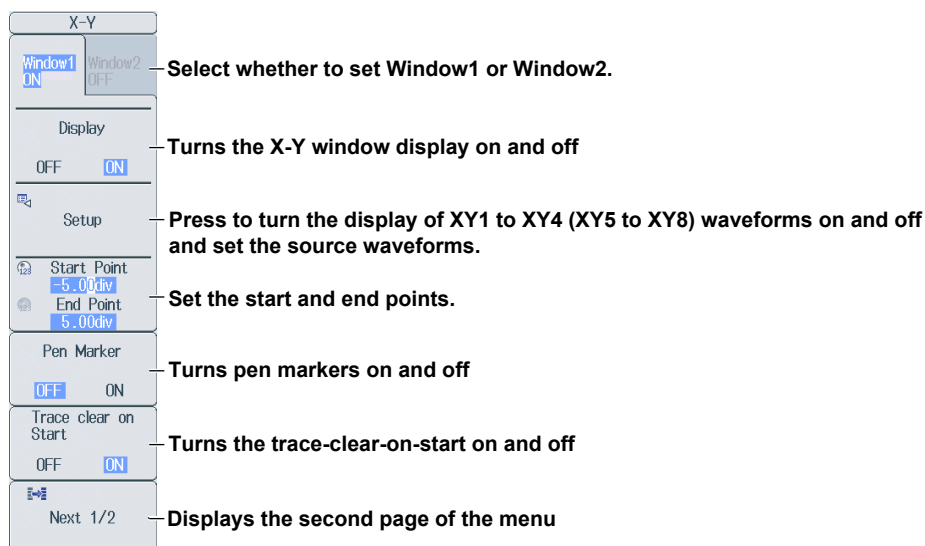 X-Y
Window1 Window2
ON OFF
Select whether to set Window1 or Window2.
Display
OFF ON
Turns the X-Y window display on and off
Setup
Press to turn the display of XY1 to XY4 (XY5 to XY8) waveforms on and off
and set the source waveforms.
123
Start Point
-5.00div
End Point
5.00div
Set the start and end points.
Pen Marker
OFF ON
Turns pen markers on and off
Trace clear on
Start
OFF ON
Turns the trace-clear-on-start on and off
Next 1/2
Displays the second page of the menu